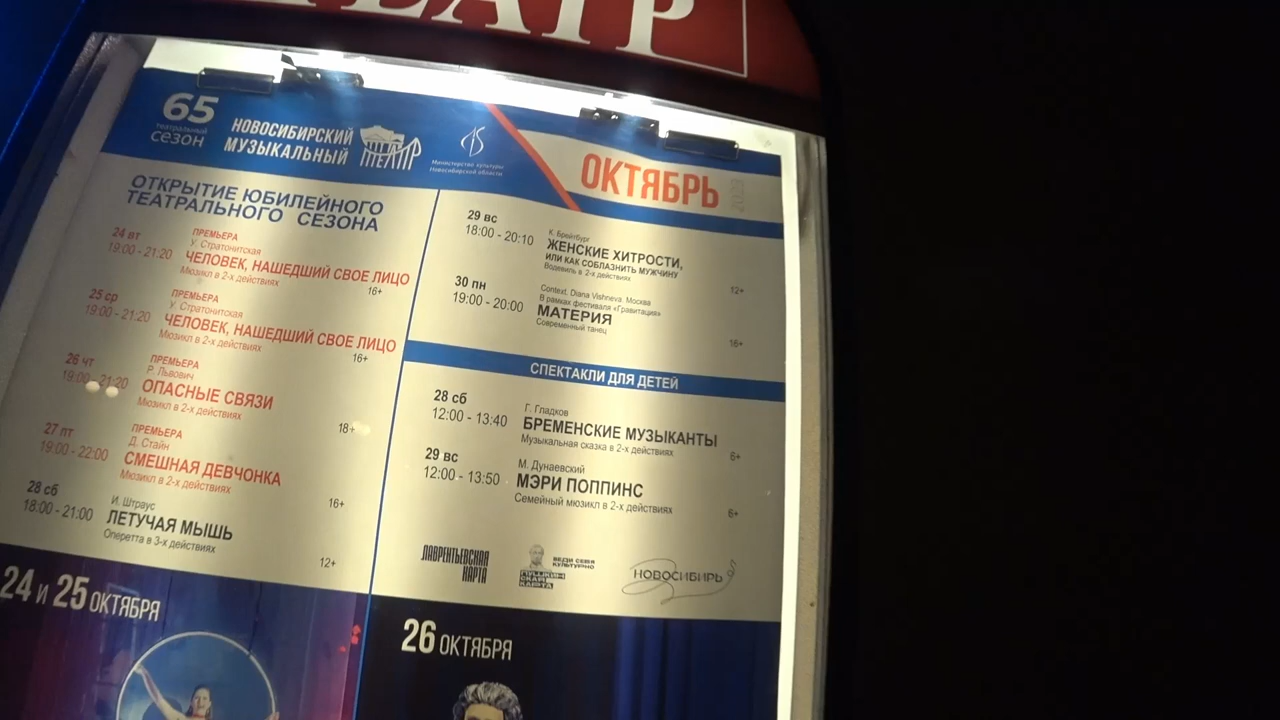 ТЕАТР
65
театральный
сезон
НОВОСИБИРСКИЙ
МУЗЫКАЛЬНЫЙ
ТЕАТР
Министерство культуры
Новосибирской области
ОКТЯБРЬ
2023
ОТКРЫТИЕ ЮБИЛЕЙНОГО
ТЕАТРАЛЬНОГО СЕЗОНА
24 вт
19:00 - 21:20
ПРЕМЬЕРА
У. Стратонитская
ЧЕЛОВЕК, НАШЕДШИЙ СВОЕ ЛИЦО
Мюзикл в 2-х действиях
16+
25 ср
19:00 - 21:20
ПРЕМЬЕРА
У. Стратонитская
ЧЕЛОВЕК, НАШЕДШИЙ СВОЕ ЛИЦО
Мюзикл в 2-х действиях
16+
26 чт
19:00 - 21:20
ПРЕМЬЕРА
Р. Львович
ОПАСНЫЕ СВЯЗИ
Мюзикл в 2-х действиях
18+
27 пт
19:00 - 22:00
ПРЕМЬЕРА
Д. Стайн
СМЕШНАЯ ДЕВЧОНКА
Мюзикл в 2-х действиях
16+
28 сб
18:00 - 21:00
И. Штраус
ЛЕТУЧАЯ МЫШЬ
Оперетта в 3-х действиях
12+
29 вс
18:00 - 20:10
К. Брейтбург
ЖЕНСКИЕ ХИТРОСТИ,
ИЛИ КАК СОБЛАЗНИТЬ МУЖЧИНУ
Водевиль в 2-х действиях
12+
30 пн
19:00 - 20:00
Context. Diana Vishneva. Москва
В рамках фестиваля «Гравитация»
МАТЕРИЯ
Современный танец
16+
СПЕКТАКЛИ ДЛЯ ДЕТЕЙ
28 сб
12:00 - 13:40
Г. Гладков
БРЕМЕНСКИЕ МУЗЫКАНТЫ
Музыкальная сказка в 2-х действиях
6+
29 вс
12:00 - 13:50
М. Дунаевский
МЭРИ ПОППИНС
Семейный мюзикл в 2-х действиях
6+
ЛАВРЕНТЬЕВСКАЯ
КАРТА
ПУШКИН
СКАЯ
КАРТА
ВЕДИ СЕБЯ
КУЛЬТУРНО
НОВОСИБИРЬ
24 И 25 ОКТЯБРЯ
26 ОКТЯБРЯ